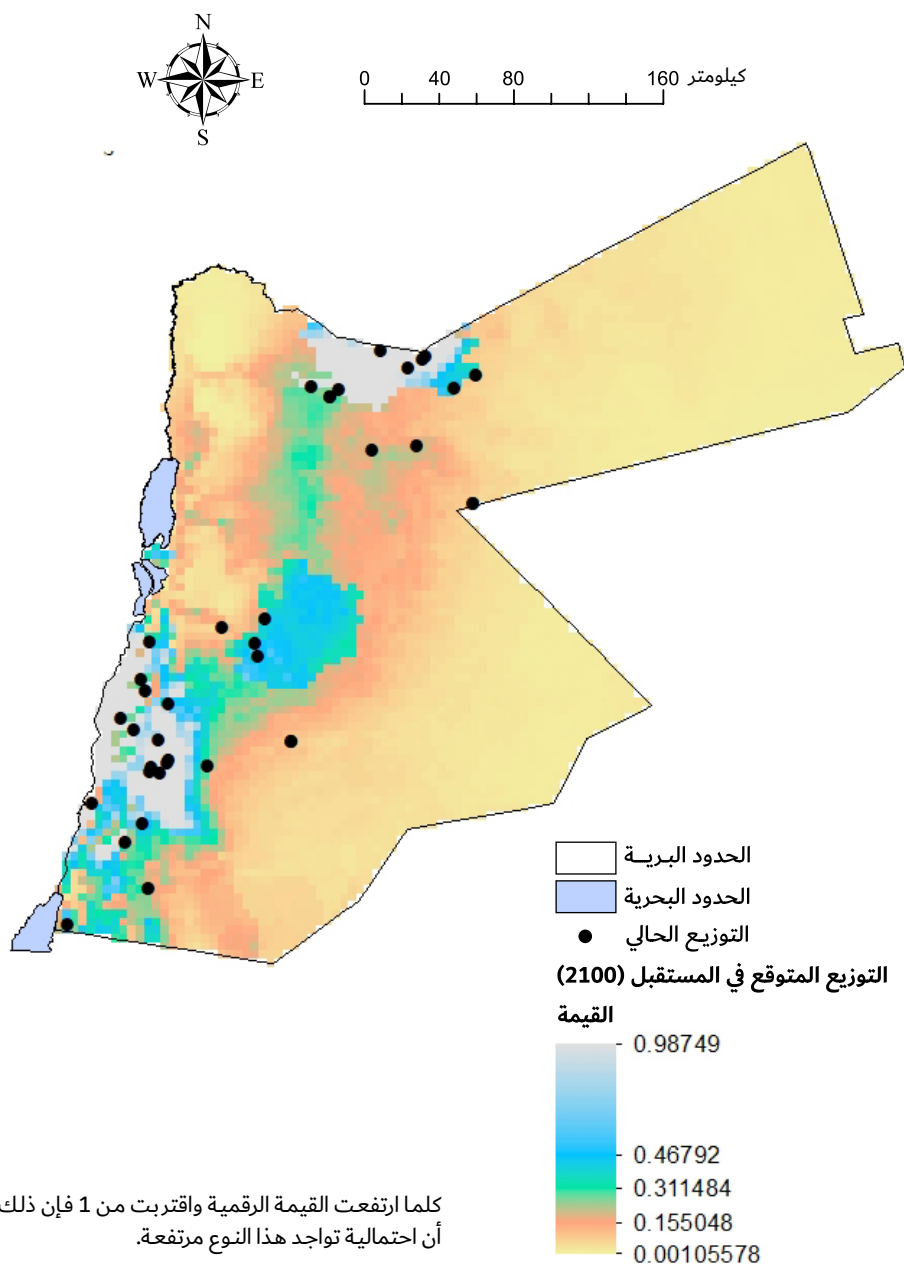 N
W E
S
0 40 80 160 كيلومتر
الحدود البريــة
الحدود البحرية
التوزيع الحالي
التوزيع المتوقع في المستقبل (2100)
القيمة
0.98749
0.46792
0.311484
0.155048
0.00105578
كلما ارتفعت القيمة الرقمية واقتربت من 1 فإن ذلك
أن احتمالية تواجد هذا النوع مرتفعة.